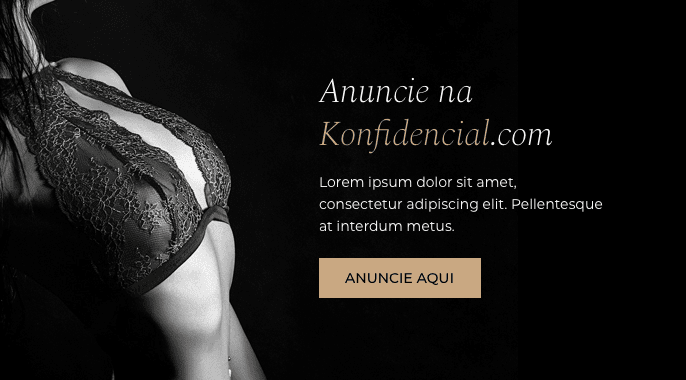 Anuncie na
Konfidencial.com
Lorem ipsum dolor sit amet,
consectetur adipiscing elit. Pellentesque
at interdum metus.
ANUNCIE AQUI